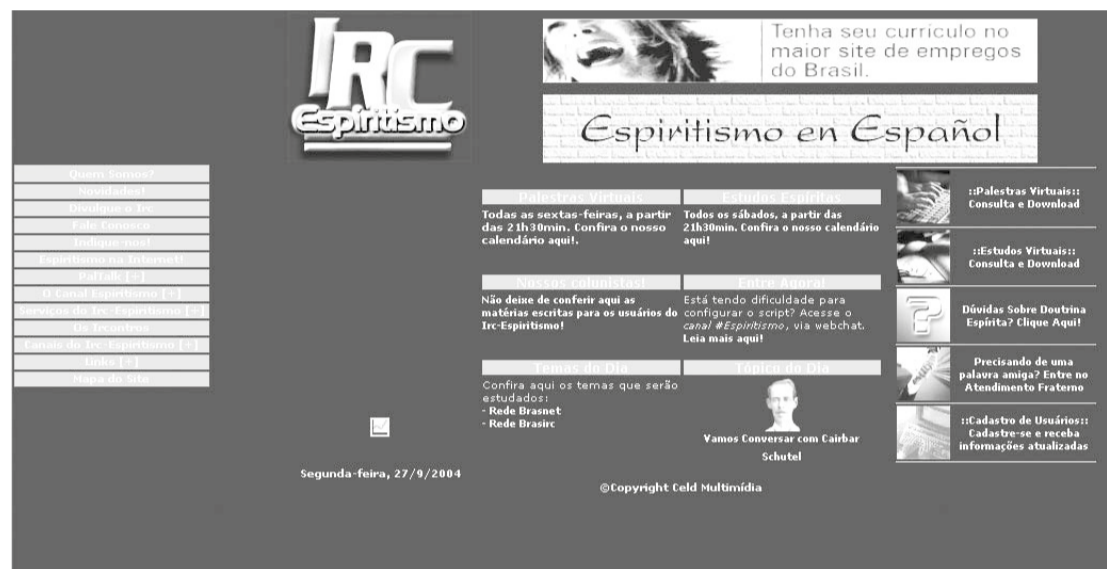 IRC
Espiritismo
Tenha seu curriculo no
maior site de empregos
do Brasil.
Espiritismo en Español
Quem Somos?
Novidades!
Divulgue o Irc
Fale Conosco
Indique-nos!
Espiritismo na Internet!
PalTalk [+]
O Canal Espiritismo [+]
Serviços do Irc-Espiritismo [+]
Os Ircontros
Canais do Irc-Espiritismo [+]
Links [+]
Mapa do Site
Segunda-feira, 27/9/2004
Palestras Virtuais
Todas as sextas-feiras, a partir
das 21h30min. Confira o nosso
calendário aqui!.
Estudos Espíritas
Todos os sábados, a partir das
21h30min. Confira o nosso calendário
aqui!
Nossos colunistas!
Não deixe de conferir aqui as
matérias escritas para os usuários do
Irc-Espiritismo!
Entre Agora!
Está tendo dificuldade para
configurar o script? Acesse o
canal #Espiritismo, via webchat.
Leia mais aqui!
Temas do Dia
Confira aqui os temas que serão
estudados:
- Rede Brasnet
- Rede Brasirc
Tópico do Dia
Vamos Conversar com Cairbar
Schutel
::Palestras Virtuais::
Consulta e Download
::Estudos Virtuais::
Consulta e Download
Dúvidas Sobre Doutrina
Espírita? Clique Aqui!
Precisando de uma
palavra amiga? Entre no
Atendimento Fraterno
::Cadastro de Usuários::
Cadastre-se e receba
informações atualizadas
©Copyright Celd Multimídia